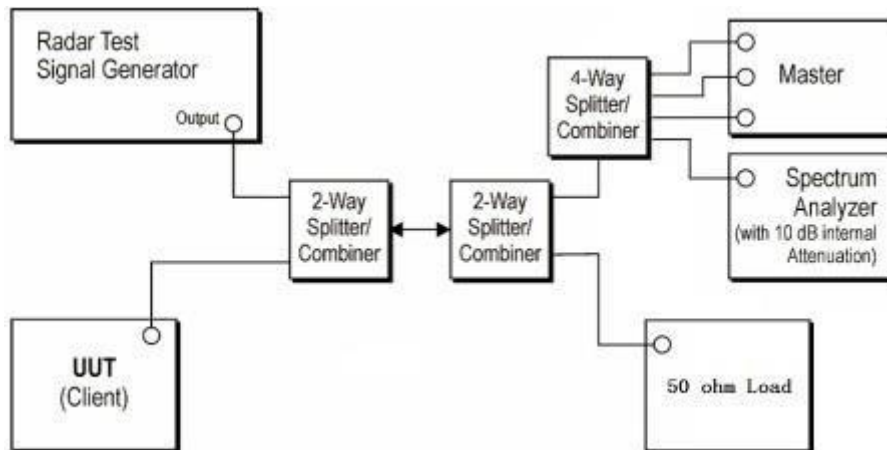 Radar Test
Signal Generator
Output
4-Way
Splitter/
Combiner
Master
2-Way
Splitter/
Combiner
2-Way
Splitter/
Combiner
Spectrum
Analyzer
(with 10 dB internal
Attenuation)
UUT
(Client)
50 ohm Load